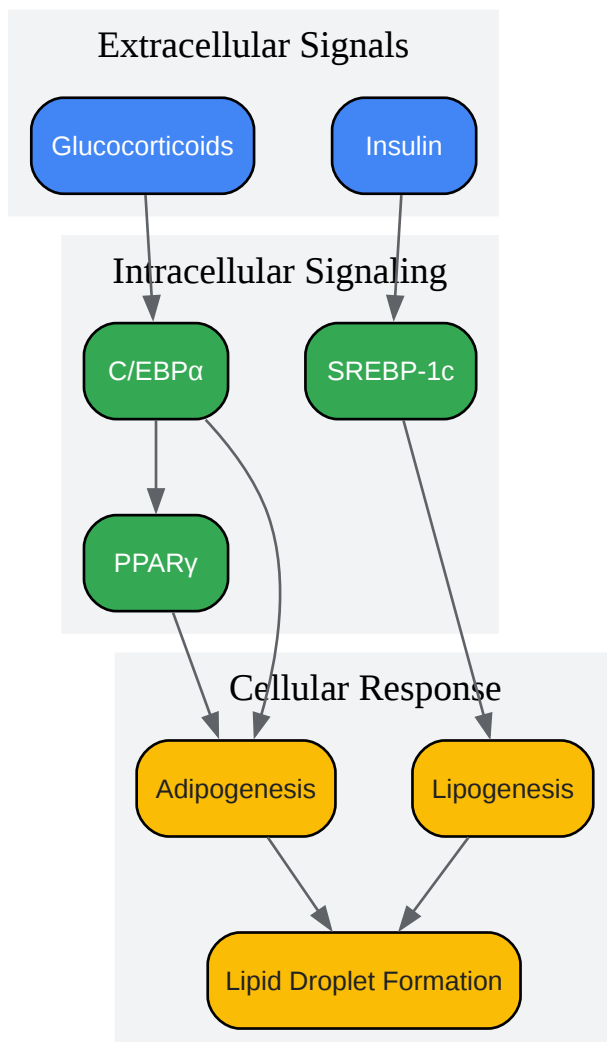 Extracellular Signals
Glucocorticoids
Insulin
Intracellular Signaling
C/EBPα
SREBP-1c
PPARγ
Cellular Response
Adipogenesis
Lipogenesis
Lipid Droplet Formation